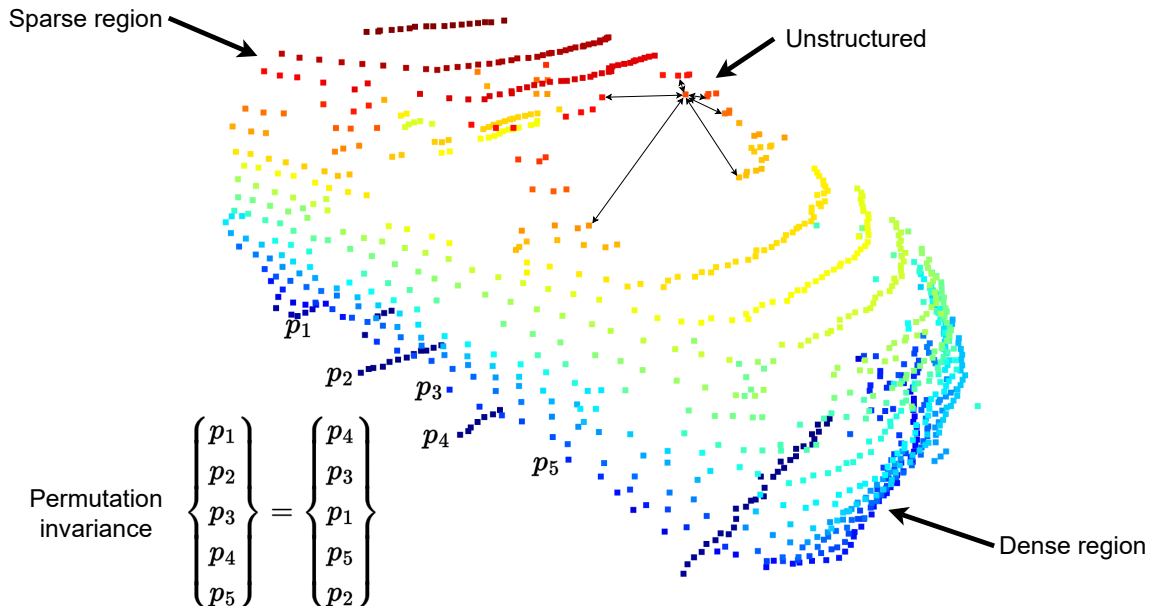 Sparse region
Unstructured
p1
p2
p3
p4
p5
Permutation
invariance
{p1 p2 p3 p4 p5} = {p4 p3 p1 p5 p2}
Dense region